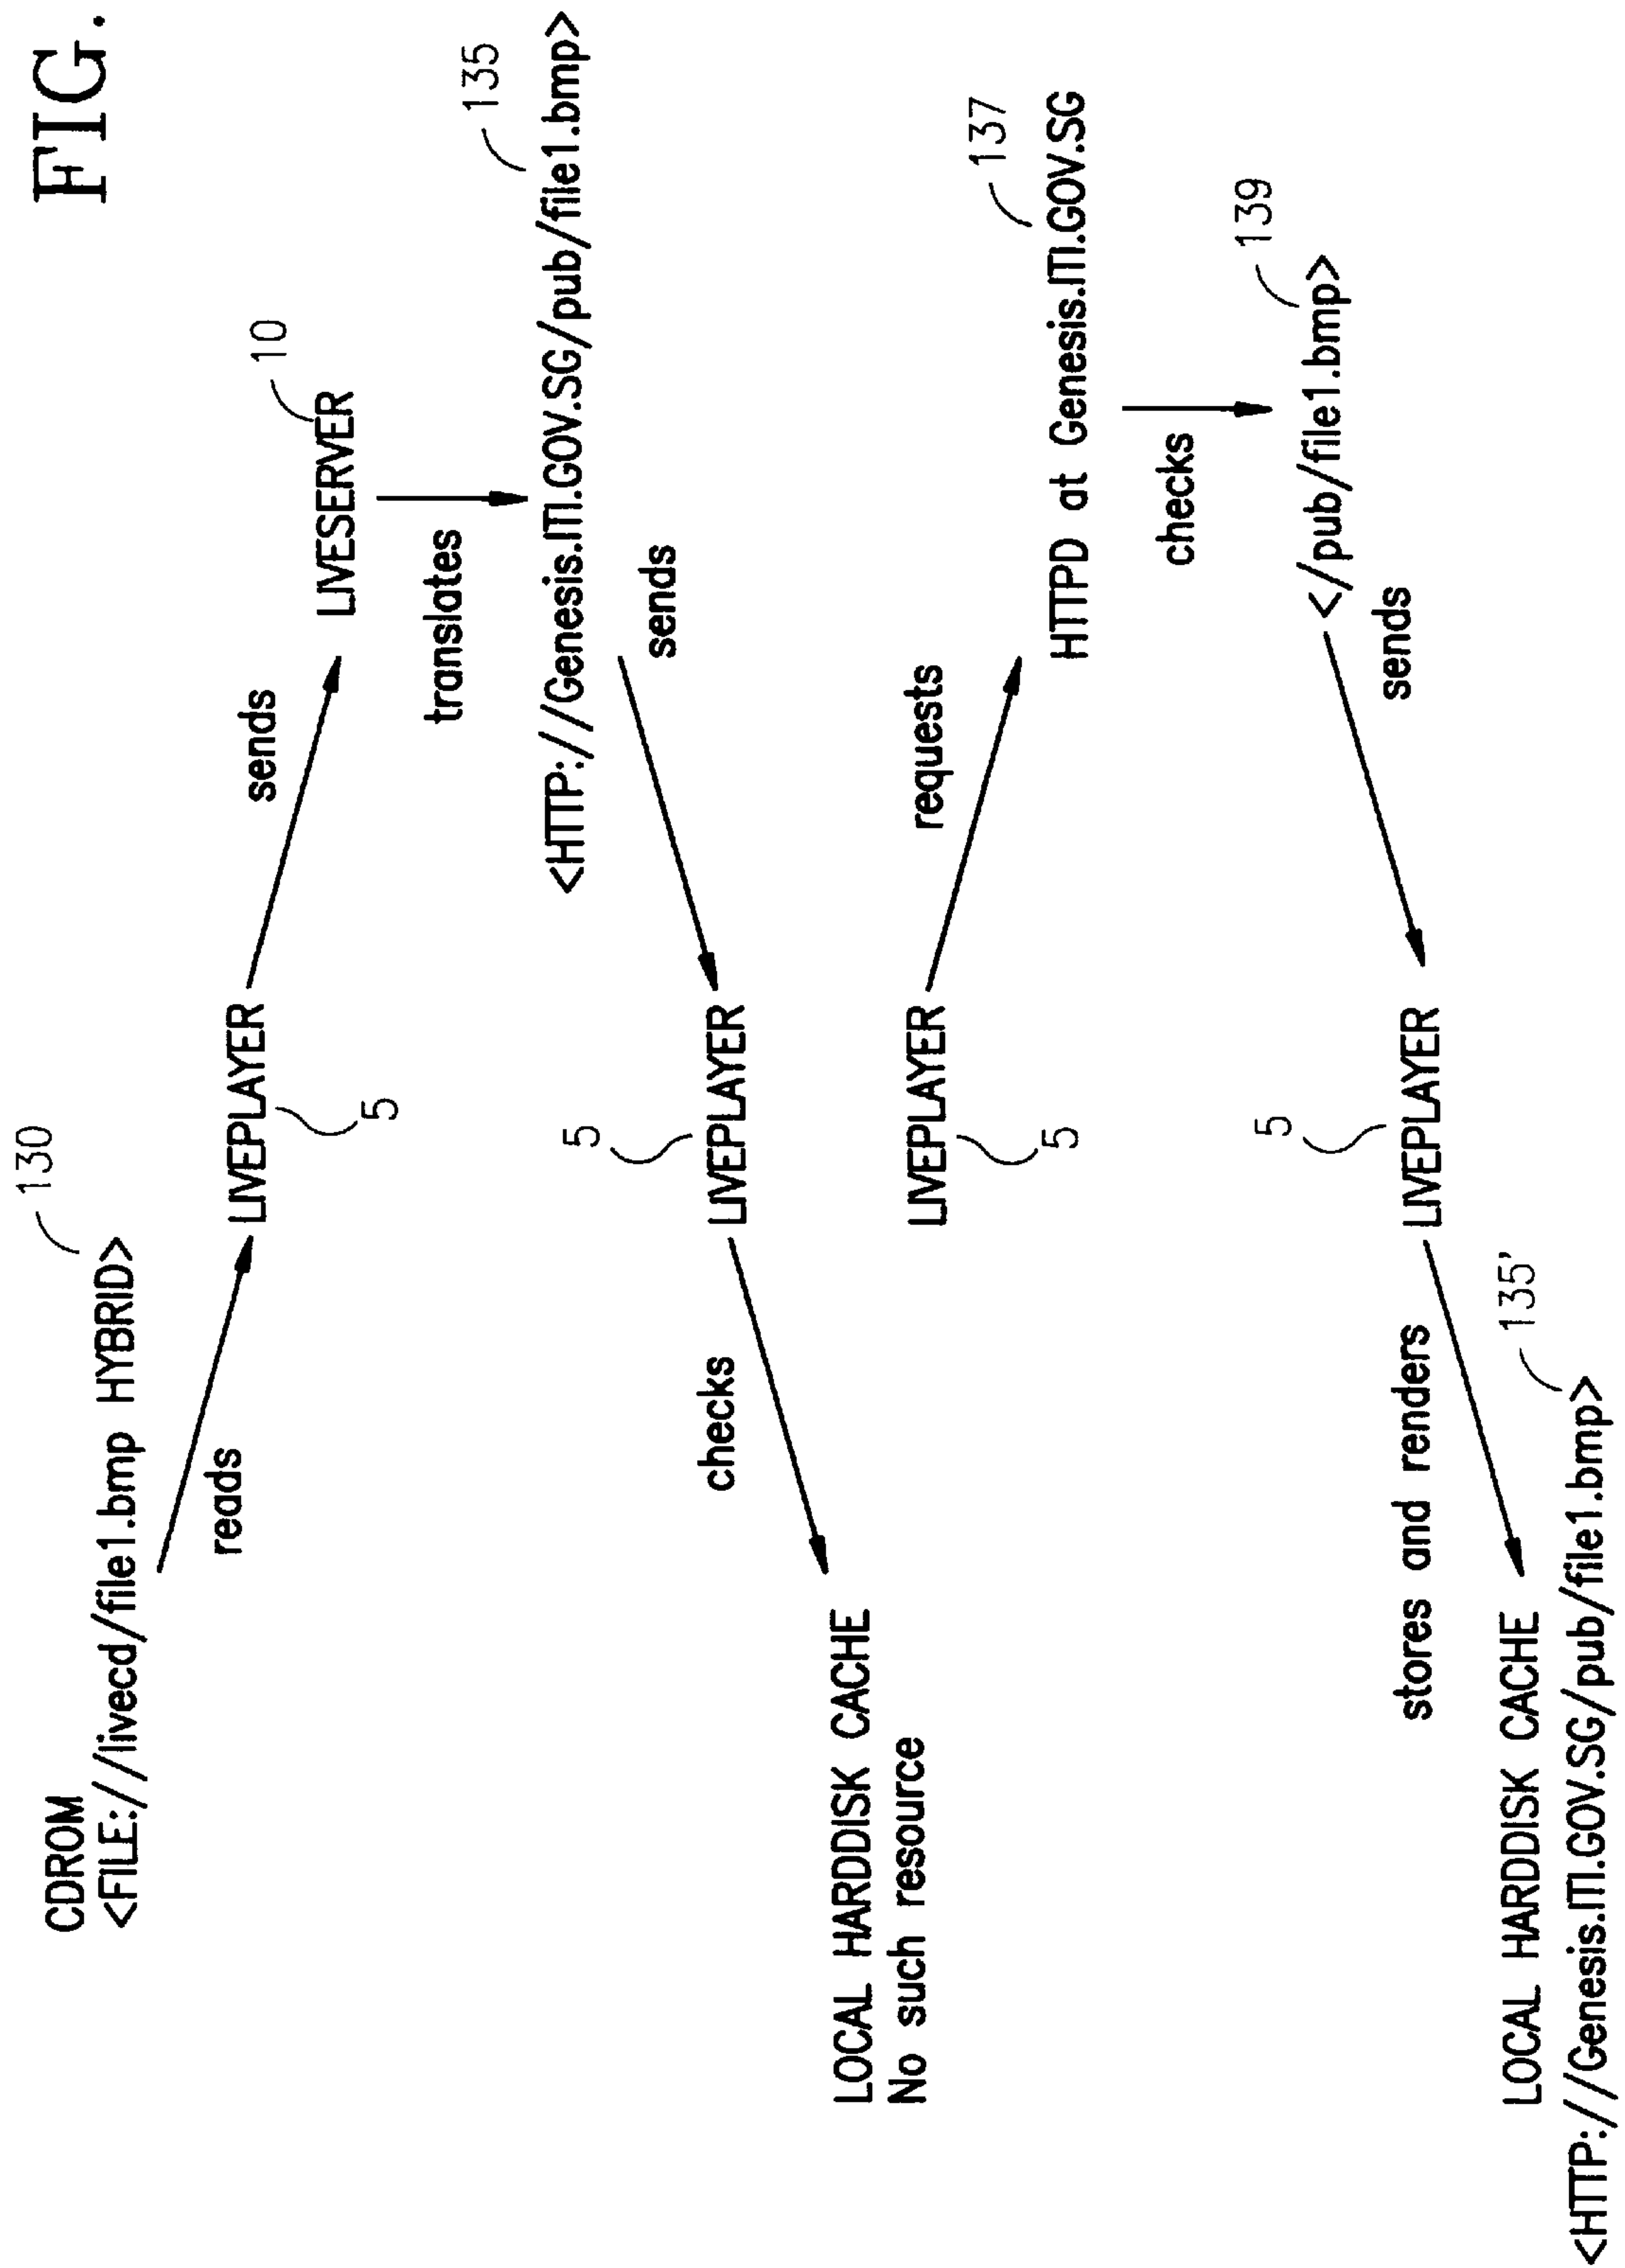 FIG.
CDROM
<FILE://livecd/file1.bmp HYBRID>
130
reads
LIVEPLAYER
5
sends
LIVESERVER
10
translates
<HTTP://Genesis.ITI.GOV.SG/pub/file1.bmp>
135
sends
5
LIVEPLAYER
checks
LOCAL HARDDISK CACHE
No such resource
LIVEPLAYER
5
requests
HTTPD at Genesis.ITI.GOV.SG
137
checks
</pub/file1.bmp>
139
sends
5
LIVEPLAYER
stores and renders
LOCAL HARDDISK CACHE
<HTTP://Genesis.ITI.GOV.SG/pub/file1.bmp>
135'